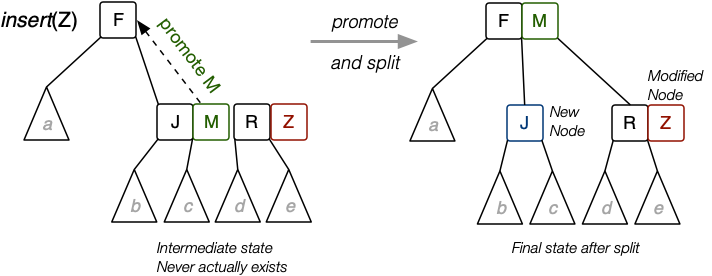 insert(Z)
F
promote M
a
J M R Z
b c d e
Intermediate state
Never actually exists
promote
and split
F M
Modified
Node
a
J
New
Node
R Z
b c d e
Final state after split